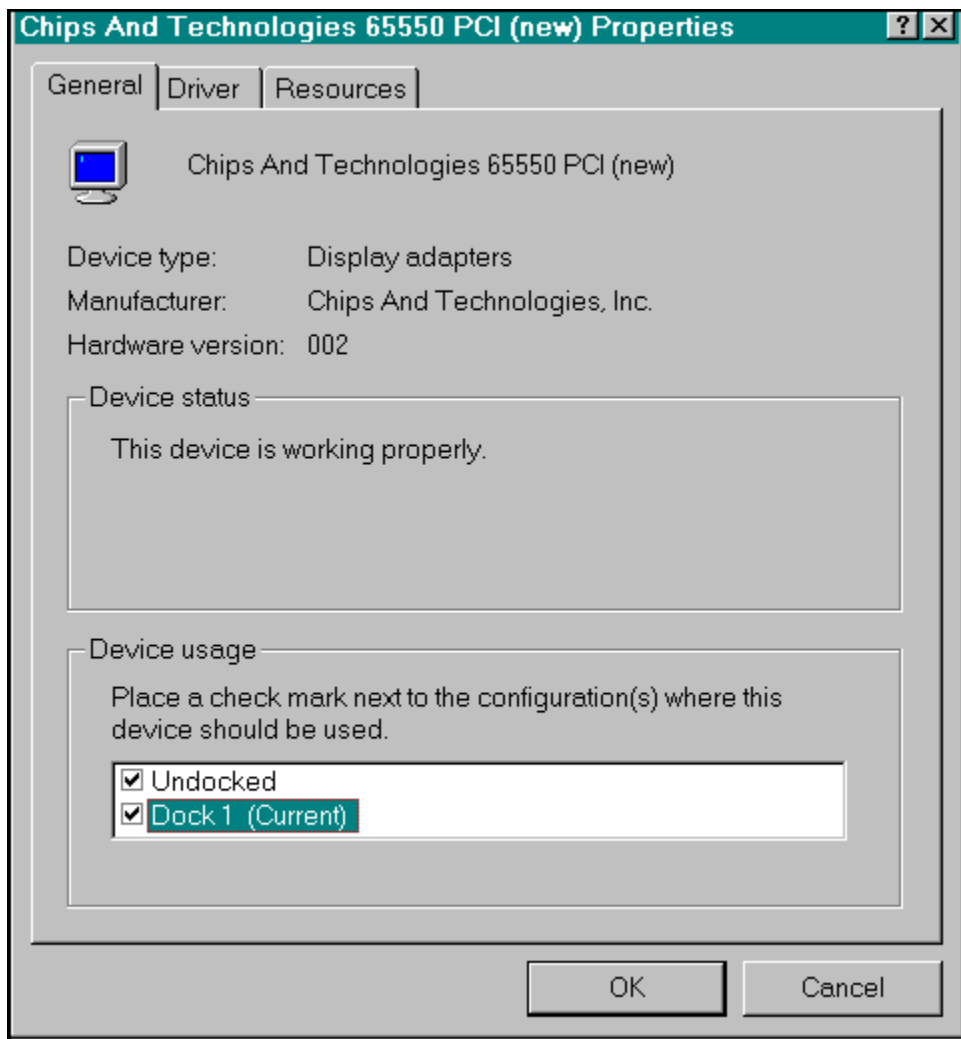 Chips And Technologies 65550 PCI (new) Properties
General Driver Resources
Chips And Technologies 65550 PCI (new)
Device type: Display adapters
Manufacturer: Chips And Technologies, Inc.
Hardware version: 002
Device status
This device is working properly.
Device usage
Place a check mark next to the configuration(s) where this
device should be used.
Undocked
Dock 1 (Current)
OK Cancel